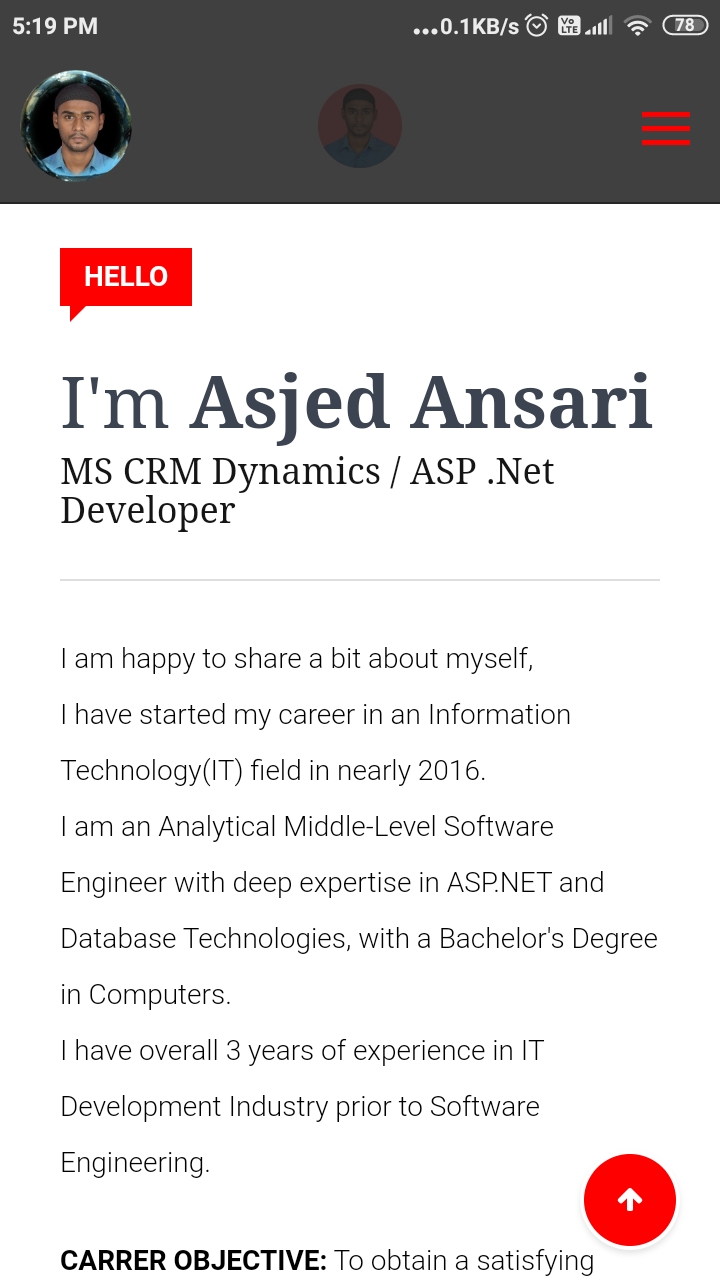 5:19 PM ...0.1KB/s Vo LTE 78
HELLO
I'm Asjed Ansari
MS CRM Dynamics / ASP .Net
Developer
I am happy to share a bit about myself,
I have started my career in an Information
Technology(IT) field in nearly 2016.
I am an Analytical Middle-Level Software
Engineer with deep expertise in ASP.NET and
Database Technologies, with a Bachelor's Degree
in Computers.
I have overall 3 years of experience in IT
Development Industry prior to Software
Engineering.
CARRER OBJECTIVE: To obtain a satisfying